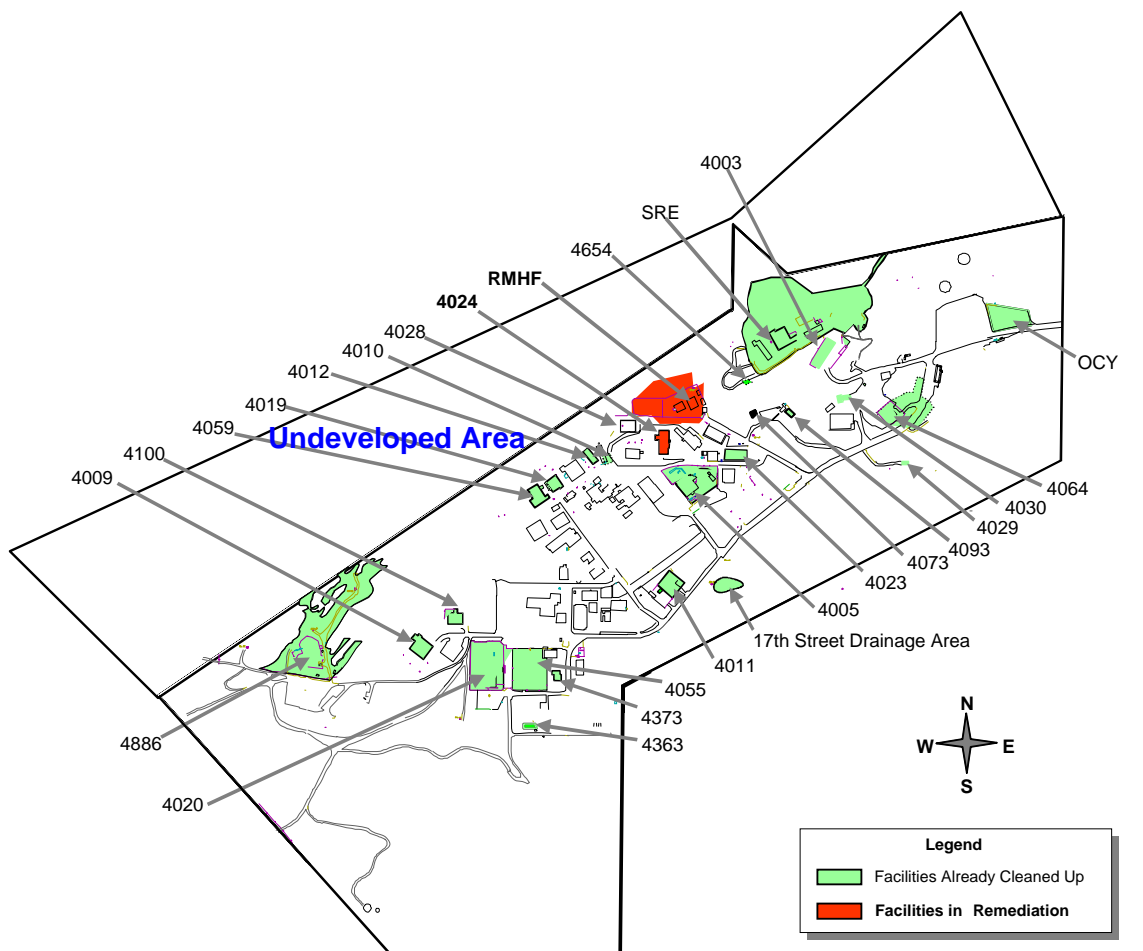 4003
SRE
4654
RMHF
4024
4028
4010
4012
4019
4059
Undeveloped Area
4100
4009
OCY
4064
4030
4029
4093
4073
4023
4005
17th Street Drainage Area
4011
4055
4373
4363
4886
4020
N
W
E
S
Legend
Facilities Already Cleaned Up
Facilities in Remediation